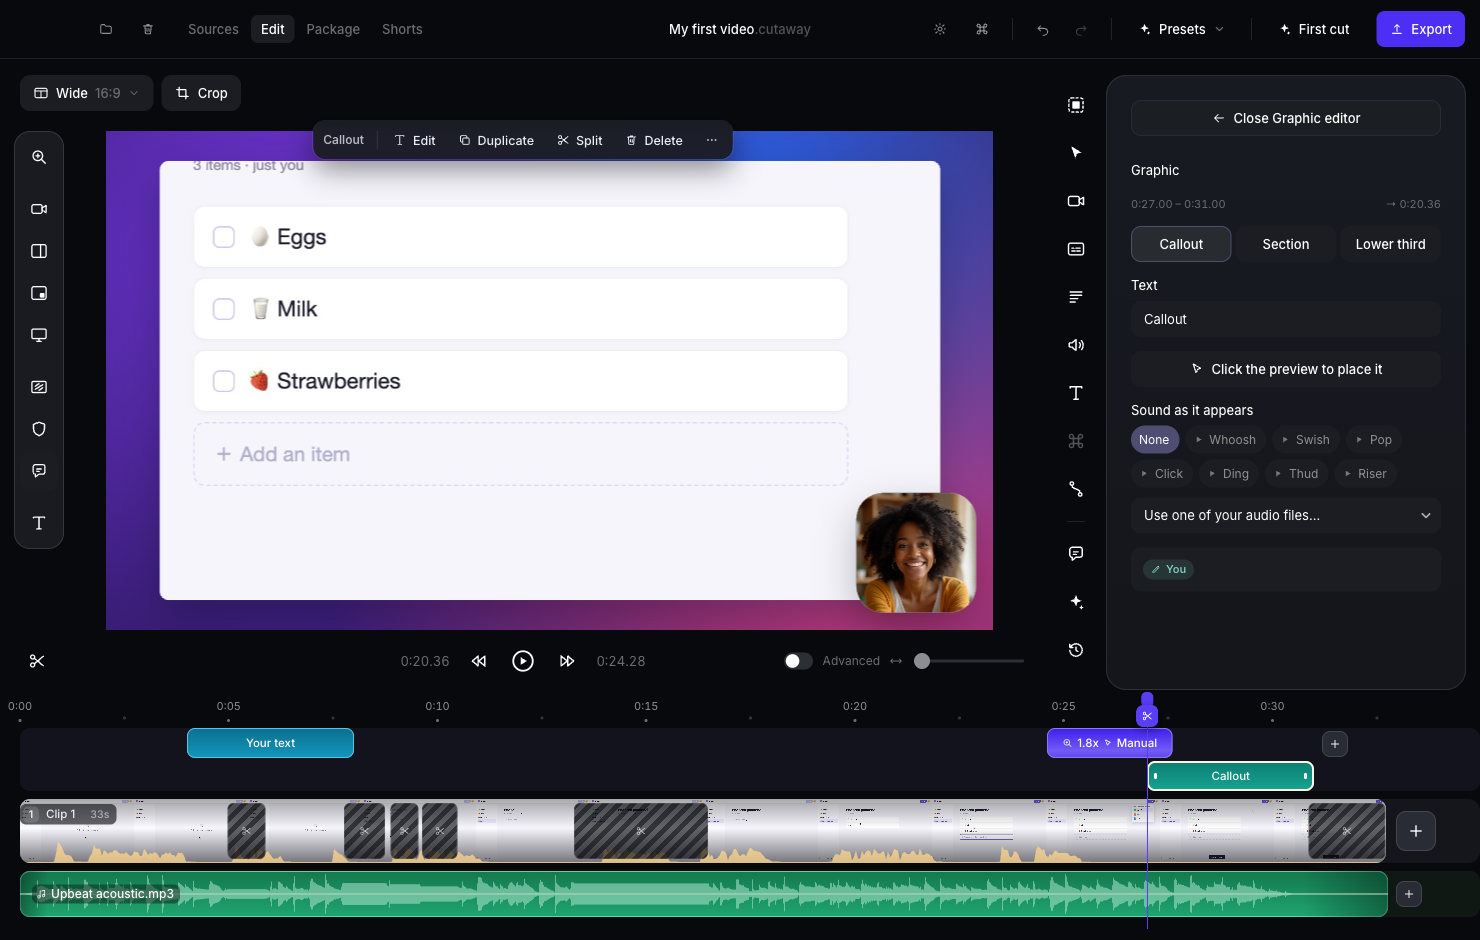 Sources Edit Package Shorts
My first video.cutaway
Presets First cut Export
Wide 16:9 Crop
Callout Edit Duplicate Split Delete ...
3 items · just you
Eggs
Milk
Strawberries
+ Add an item
0:20.36 0:24.28
Advanced
Close Graphic editor
Graphic
0:27.00 – 0:31.00 → 0:20.36
Callout Section Lower third
Text
Callout
Click the preview to place it
Sound as it appears
None Whoosh Swish Pop
Click Ding Thud Riser
Use one of your audio files...
You
0:00 0:05 0:10 0:15 0:20 0:25 0:30
Your text 1.8x Manual
Callout
1 Clip 1 33s
Upbeat acoustic.mp3